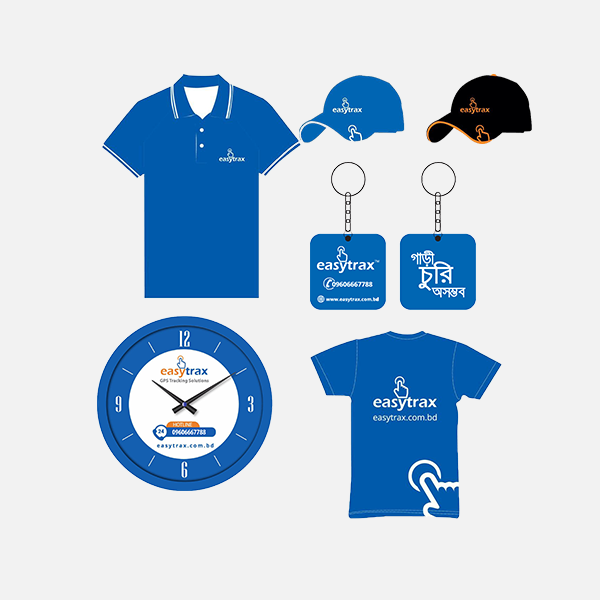 easytrax
easytrax
easytrax
easytrax™
09606667788
www.easytrax.com.bd
গাড়ী
চুরি
অসম্ভব
12
easytrax
GPS Tracking Solutions
9
3
HOTLINE
24
09606667788
easytrax.com.bd
6
easytrax
easytrax.com.bd